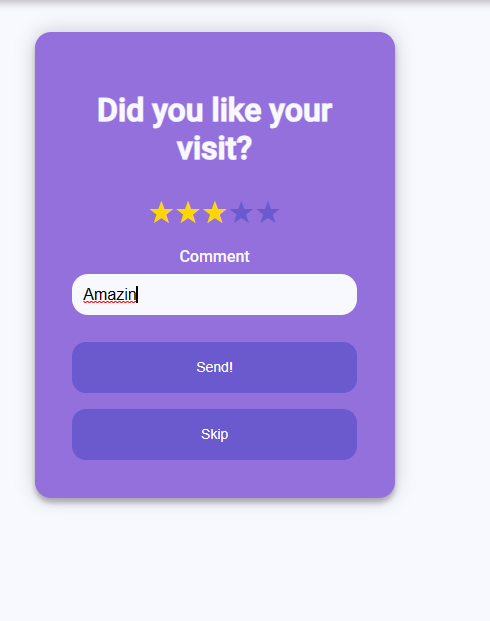 Did you like your
visit?
Comment
Amazin
Send!
Skip